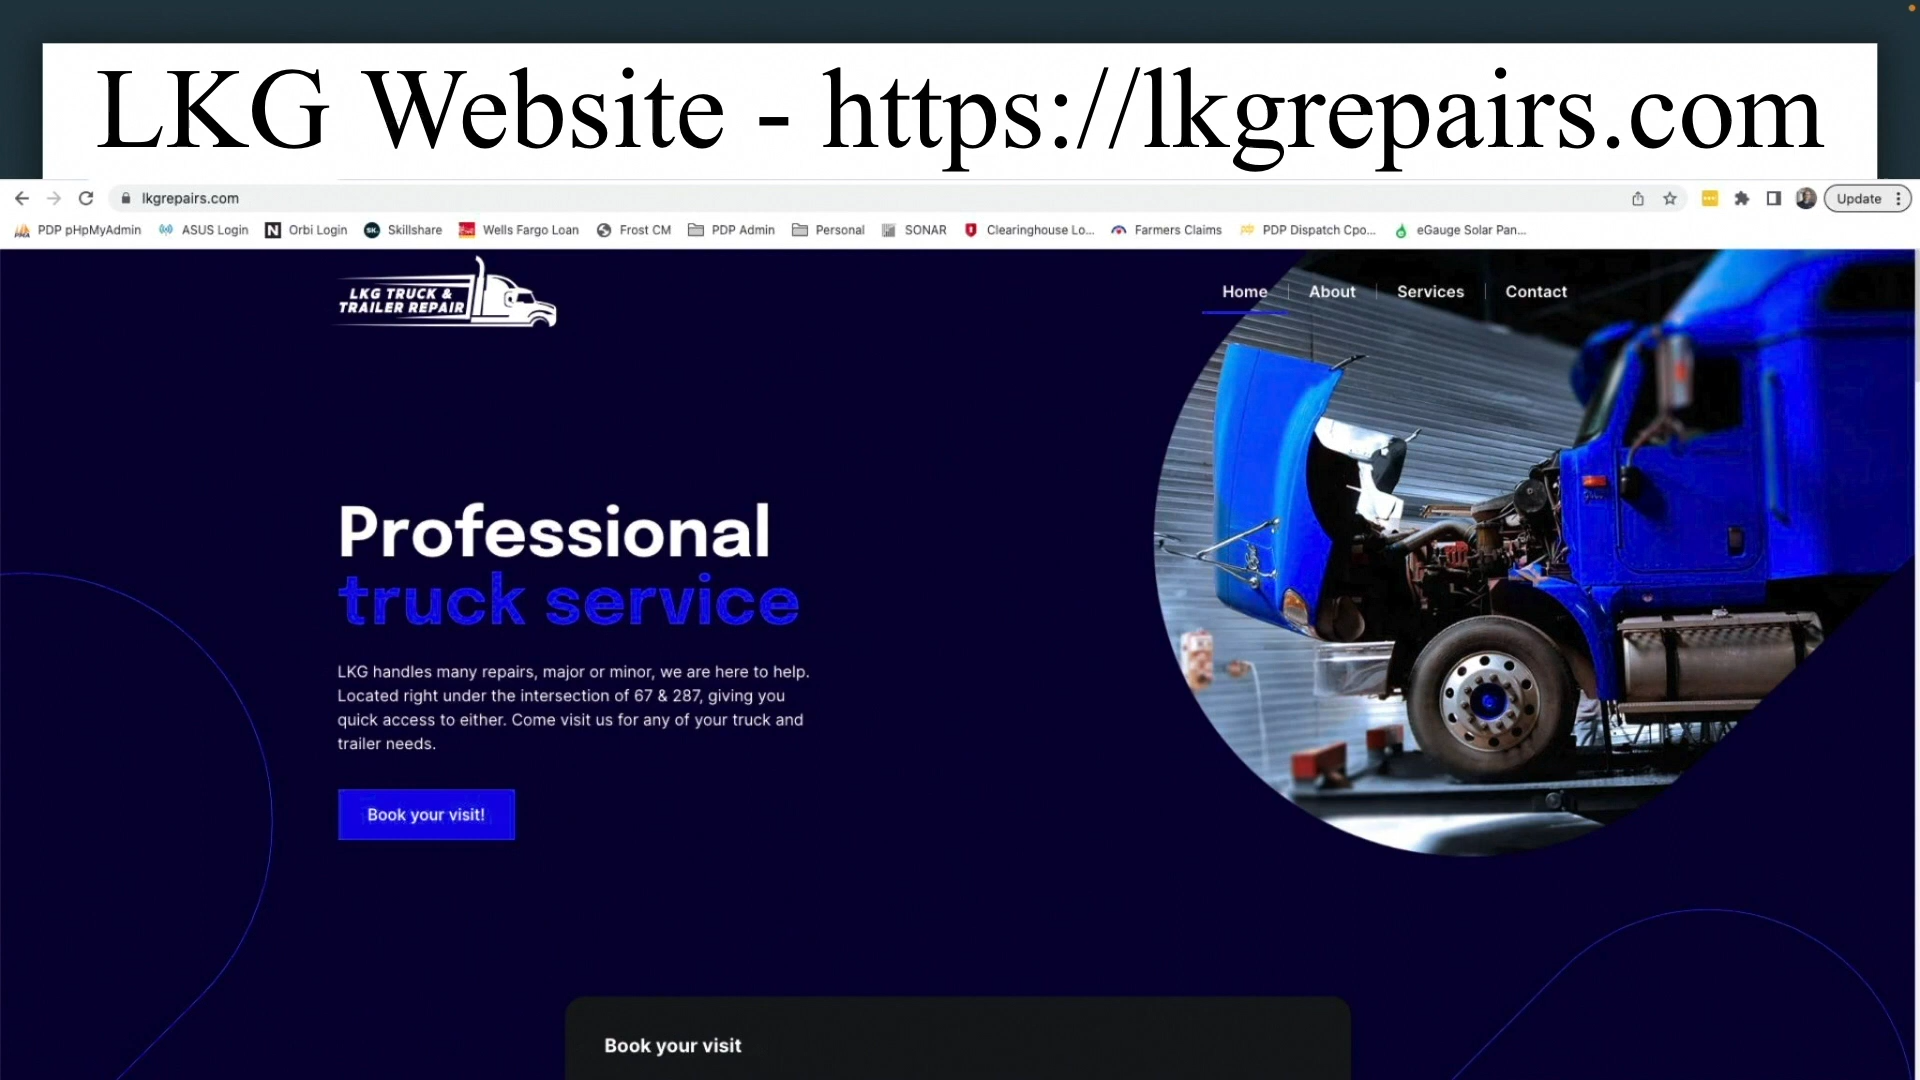 LKG Website - https://lkgrepairs.com
lkgrepairs.com
Update
PDP pHpMyAdmin ASUS Login Orbi Login Skillshare Wells Fargo Loan Frost CM PDP Admin Personal SONAR Clearinghouse Lo... Farmers Claims PDP Dispatch Cpo... eGauge Solar Pan...
LKG TRUCK &
TRAILER REPAIR
Home About Services Contact
Professional
truck service
LKG handles many repairs, major or minor, we are here to help.
Located right under the intersection of 67 & 287, giving you
quick access to either. Come visit us for any of your truck and
trailer needs.
Book your visit!
Book your visit